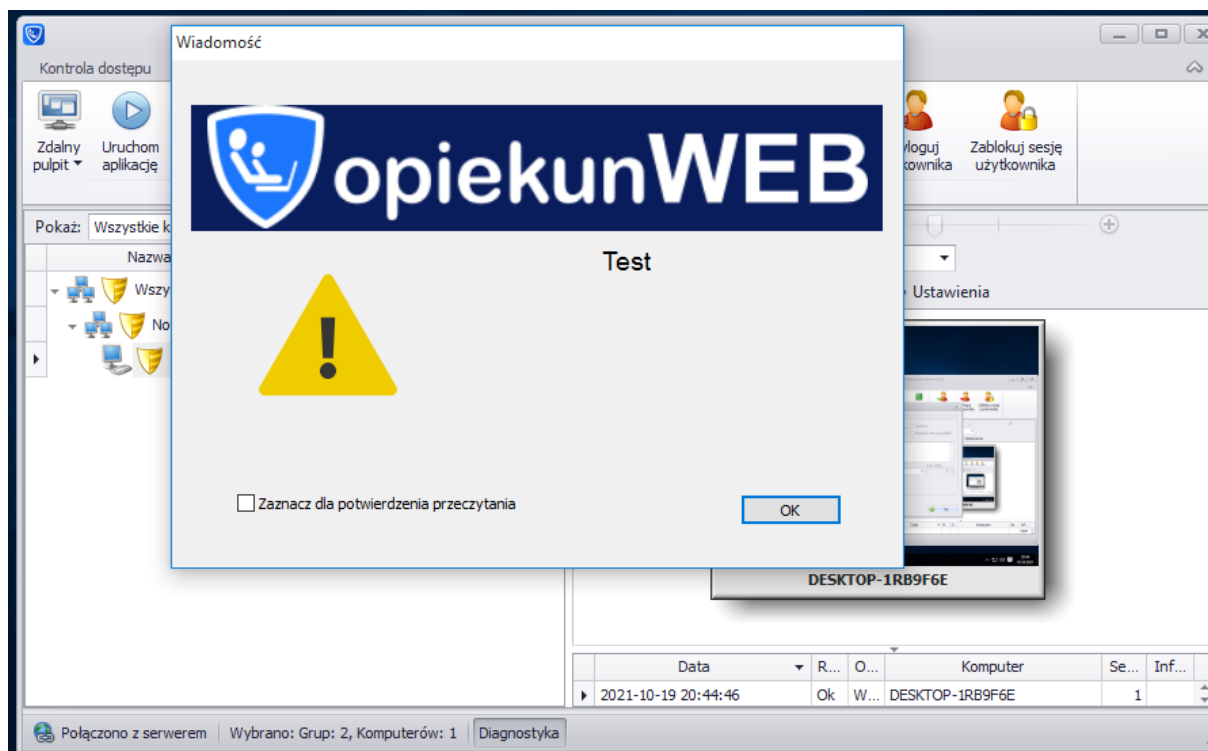 Wiadomość
Kontrola dostępu
Zdalny pulpit
Uruchom aplikację
Zablokuj sesję użytkownika
opiekunWEB
Pokaż: Wszystkie k
Nazwa
Test
Ustawienia
Wszy
No
Zaznacz dla potwierdzenia przeczytania
OK
DESKTOP-1RB9F6E
Data R... O... Komputer Se... Inf...
2021-10-19 20:44:46 Ok W... DESKTOP-1RB9F6E 1
Połączono z serwerem Wybrano: Grup: 2, Komputerów: 1 Diagnostyka